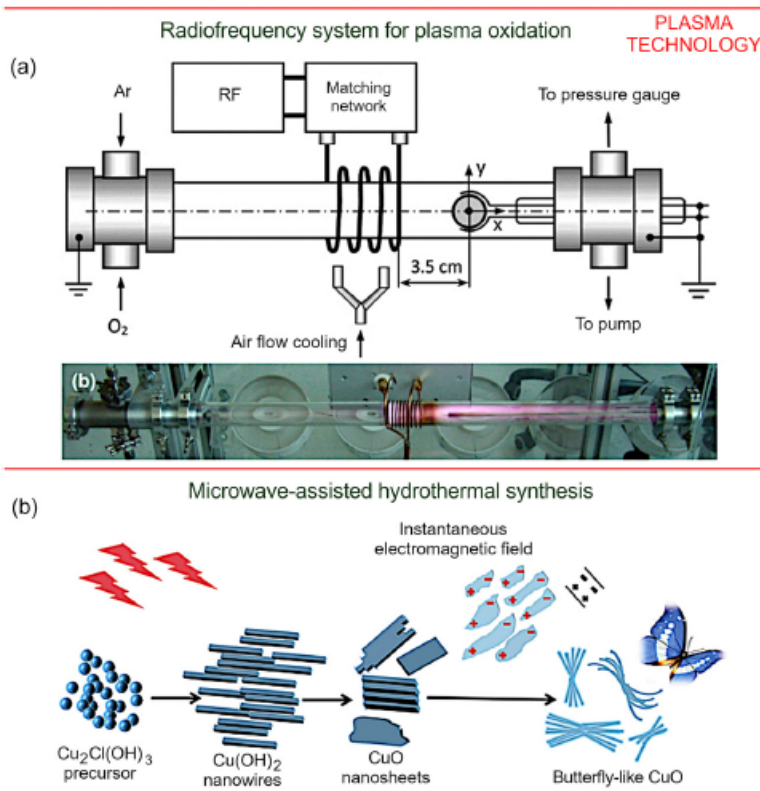 Radiofrequency system for plasma oxidation
PLASMA
TECHNOLOGY
(a)
Ar
RF
Matching
network
To pressure gauge
y
x
3.5 cm
O₂
Air flow cooling
To pump
(b)
Microwave-assisted hydrothermal synthesis
(b)
Instantaneous
electromagnetic field
Cu₂Cl(OH)₃
precursor
Cu(OH)₂
nanowires
CuO
nanosheets
Butterfly-like CuO